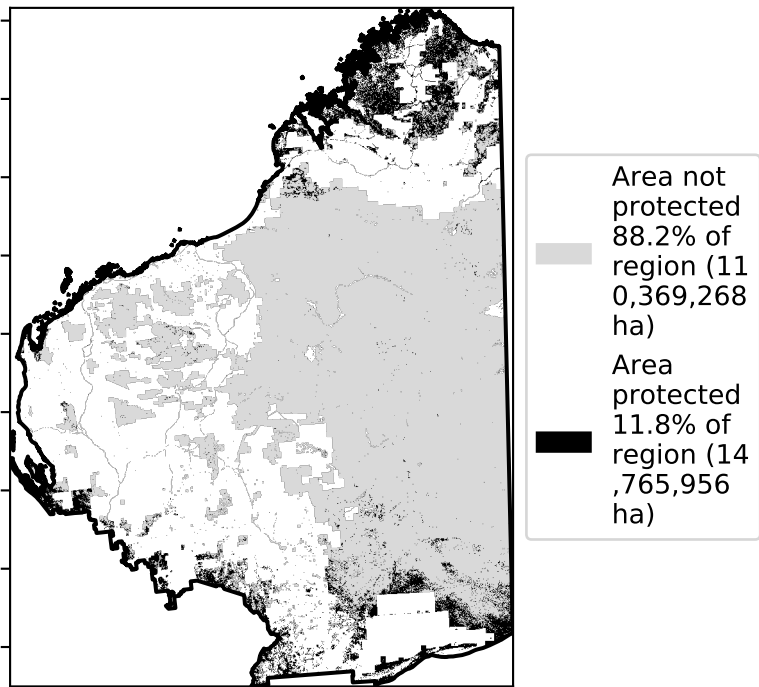 Area not
protected
88.2% of
region (11
0,369,268
ha)
Area
protected
11.8% of
region (14
,765,956
ha)